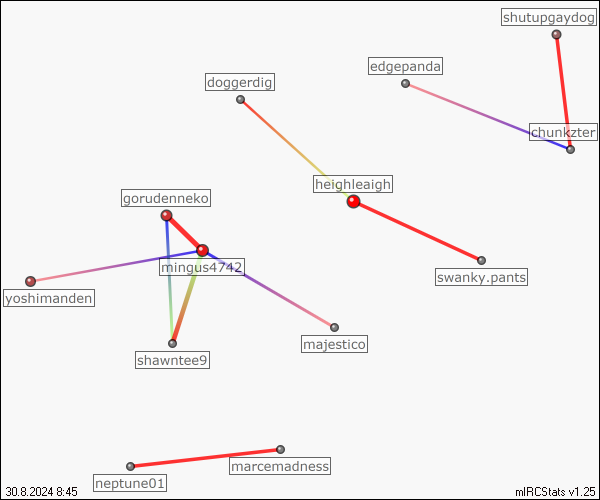 shutupgaydog
edgepanda
doggerdig
chunkzter
heighleaigh
gorudenneko
mingus4742
swanky.pants
yoshimanden
majestico
shawntee9
marcemadness
neptune01
30.8.2024 8:45
mIRCStats v1.25